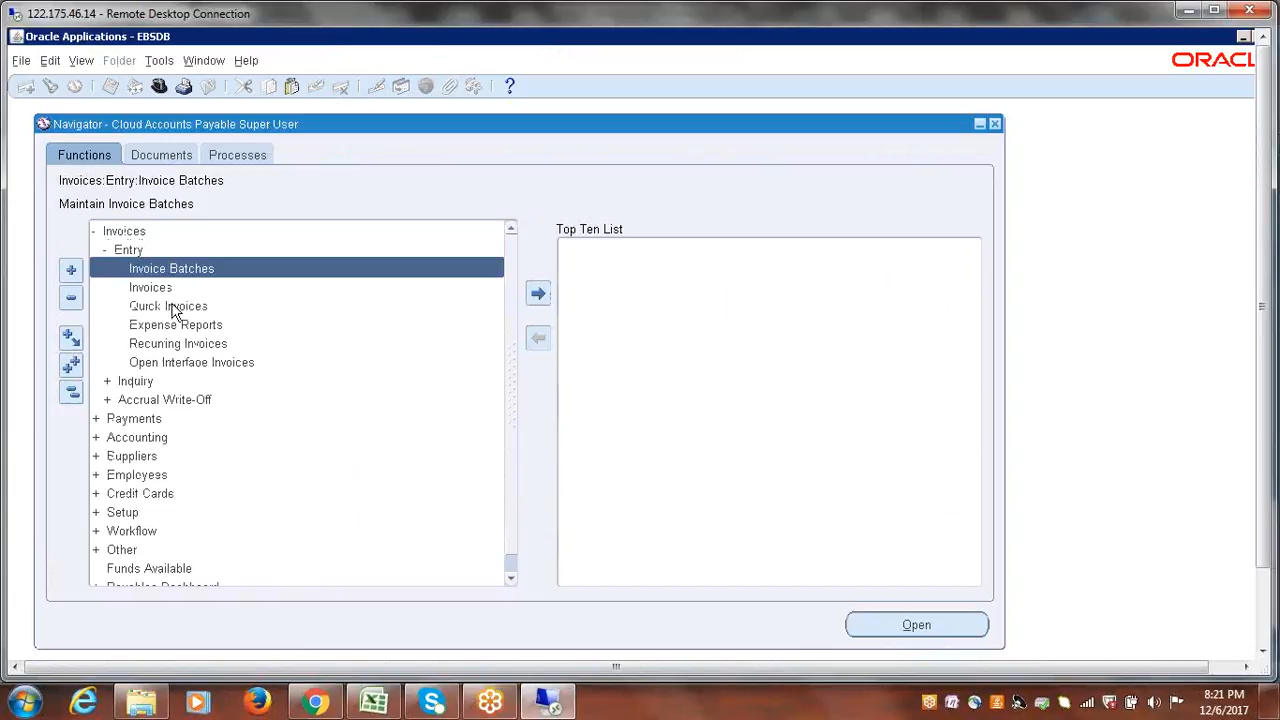 122.175.46.14 - Remote Desktop Connection
Oracle Applications - EBSDB
File Edit View Folder Tools Window Help
ORACL
Navigator - Cloud Accounts Payable Super User
Functions Documents Processes
Invoices:Entry:Invoice Batches
Maintain Invoice Batches
Top Ten List
- Invoices
- Entry
Invoice Batches
Invoices
Quick Invoices
Expense Reports
Recurring Invoices
Open Interface Invoices
+ Inquiry
+ Accrual Write-Off
+ Payments
+ Accounting
+ Suppliers
+ Employees
+ Credit Cards
+ Setup
+ Workflow
+ Other
Funds Available
+ Payables Dashboard
Open
8:21 PM
12/6/2017